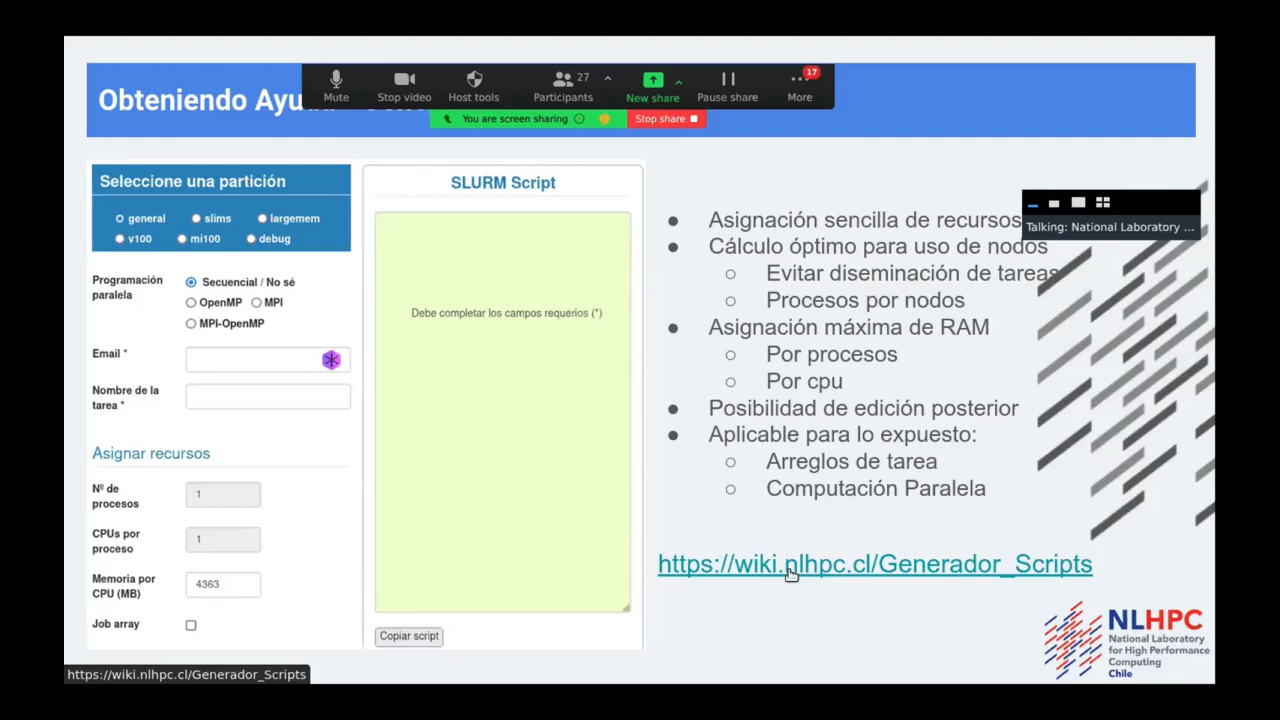 Obteniendo
Mute
Stop video
Host tools
27
Participants
New share
Pause share
17
More
You are screen sharing
Stop share
Seleccione una partición
general
slims
largemem
v100
mi100
debug
Programación
paralela
Secuencial / No sé
OpenMP
MPI
MPI-OpenMP
Email *
Nombre de la
tarea *
Asignar recursos
Nº de
procesos
1
CPUs por
proceso
1
Memoria por
CPU (MB)
4363
Job array
SLURM Script
Debe completar los campos requerios (*)
Copiar script
Asignación sencilla de recursos
Cálculo óptimo para uso de nodos
Evitar diseminación de tareas
Procesos por nodos
Asignación máxima de RAM
Por procesos
Por cpu
Posibilidad de edición posterior
Aplicable para lo expuesto:
Arreglos de tarea
Computación Paralela
Talking: National Laboratory ...
https://wiki.nlhpc.cl/Generador_Scripts
NLHPC
National Laboratory
for High Performance
Computing
Chile
https://wiki.nlhpc.cl/Generador_Scripts